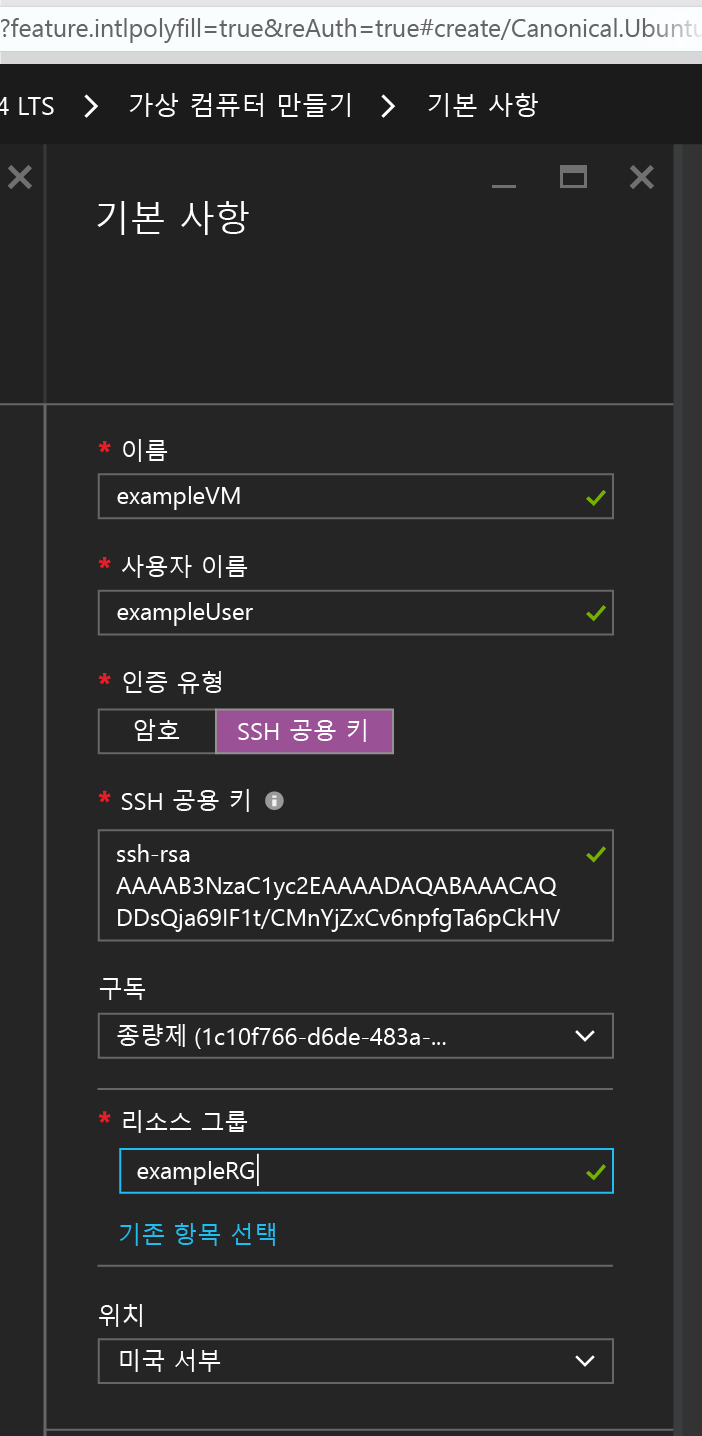 ?feature.intlpolyfill=true&reAuth=true#create/Canonical.Ubuntu
4 LTS > 가상 컴퓨터 만들기 > 기본 사항
기본 사항
* 이름
exampleVM
* 사용자 이름
exampleUser
* 인증 유형
암호 SSH 공용 키
* SSH 공용 키
ssh-rsa
AAAAB3NzaC1yc2EAAAADAQABAAACAQ
DDsQja69IF1t/CMnYjZxCv6npfgTa6pCkHV
구독
종량제 (1c10f766-d6de-483a-...
* 리소스 그룹
exampleRG
기존 항목 선택
위치
미국 서부